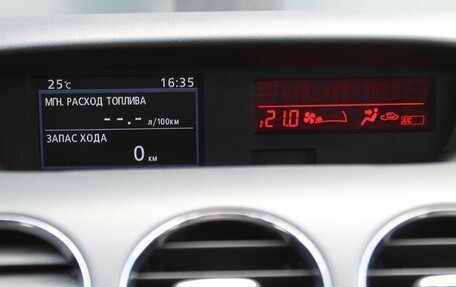 25°C 16:35
МГН. РАСХОД ТОПЛИВА
--.- л/100км
ЗАПАС ХОДА
0 км
21.0
A/C